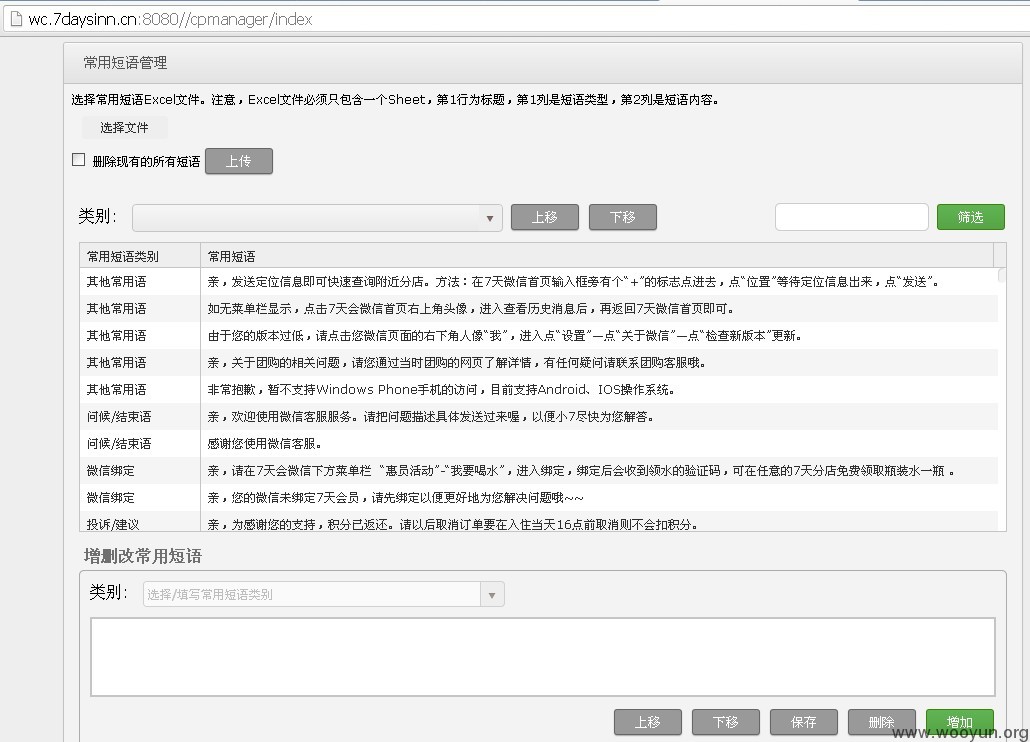 wc.7daysinn.cn:8080//cpmanager/index
常用短语管理
选择常用短语Excel文件。注意，Excel文件必须只包含一个Sheet，第1行为标题，第1列是短语类型，第2列是短语内容。
选择文件
删除现有的所有短语 上传
类别： 上移 下移 筛选
常用短语类别 常用短语
其他常用语 亲，发送定位信息即可快速查询附近分店。方法：在7天微信首页输入框旁有个“+”的标志点进去，点“位置”等待定位信息出来，点“发送”。
其他常用语 如无菜单栏显示，点击7天会微信首页右上角头像，进入查看历史消息后，再返回7天微信首页即可。
其他常用语 由于您的版本过低，请点击您微信页面的右下角人像“我”，进入点“设置”—点“关于微信”—点“检查新版本”更新。
其他常用语 亲，关于团购的相关问题，请您通过当时团购的网页了解详情，有任何疑问请联系团购客服哦。
其他常用语 非常抱歉，暂不支持Windows Phone手机的访问，目前支持Android、IOS操作系统。
问候/结束语 亲，欢迎使用微信客服服务。请把问题描述具体发送过来喔，以便小7尽快为您解答。
问候/结束语 感谢您使用微信客服。
微信绑定 亲，请在7天会微信下方菜单栏 “惠员活动”-“我要喝水”，进入绑定，绑定后会收到领水的验证码，可在任意的7天分店免费领取瓶装水一瓶 。
微信绑定 亲，您的微信未绑定7天会员，请先绑定以便更好地为您解决问题哦~~
投诉/建议 亲，为感谢您的支持，积分已返还。请以后取消订单要在入住当天16点前取消则不会扣积分。
增删改常用短语
类别： 选择/填写常用短语类别
上移 下移 保存 删除 增加
www.wooyun.org